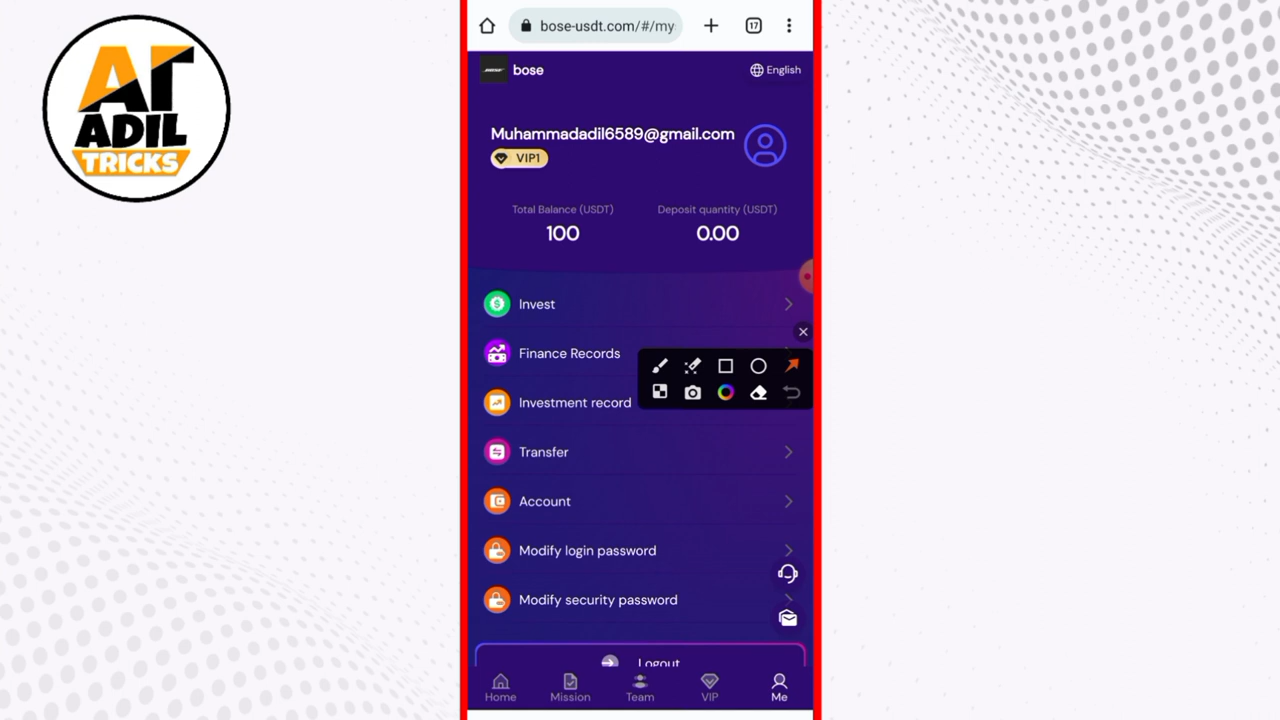 AT
ADIL
TRICKS
bose-usdt.com/#/my
17
BOSE
bose
English
Muhammadadil6589@gmail.com
VIP1
Total Balance (USDT)
Deposit quantity (USDT)
100
0.00
Invest
Finance Records
Investment record
Transfer
Account
Modify login password
Modify security password
Logout
Home
Mission
Team
VIP
Me